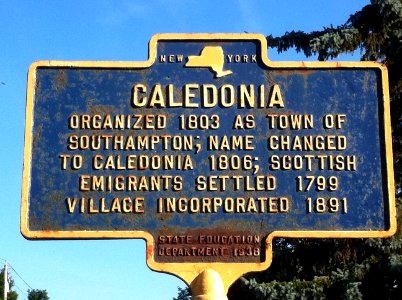 NEW YORK
CALEDONIA
ORGANIZED 1803 AS TOWN OF
SOUTHAMPTON; NAME CHANGED
TO CALEDONIA 1806; SCOTTISH
EMIGRANTS SETTLED 1799
VILLAGE INCORPORATED 1891
STATE EDUCATION
DEPARTMENT 1938